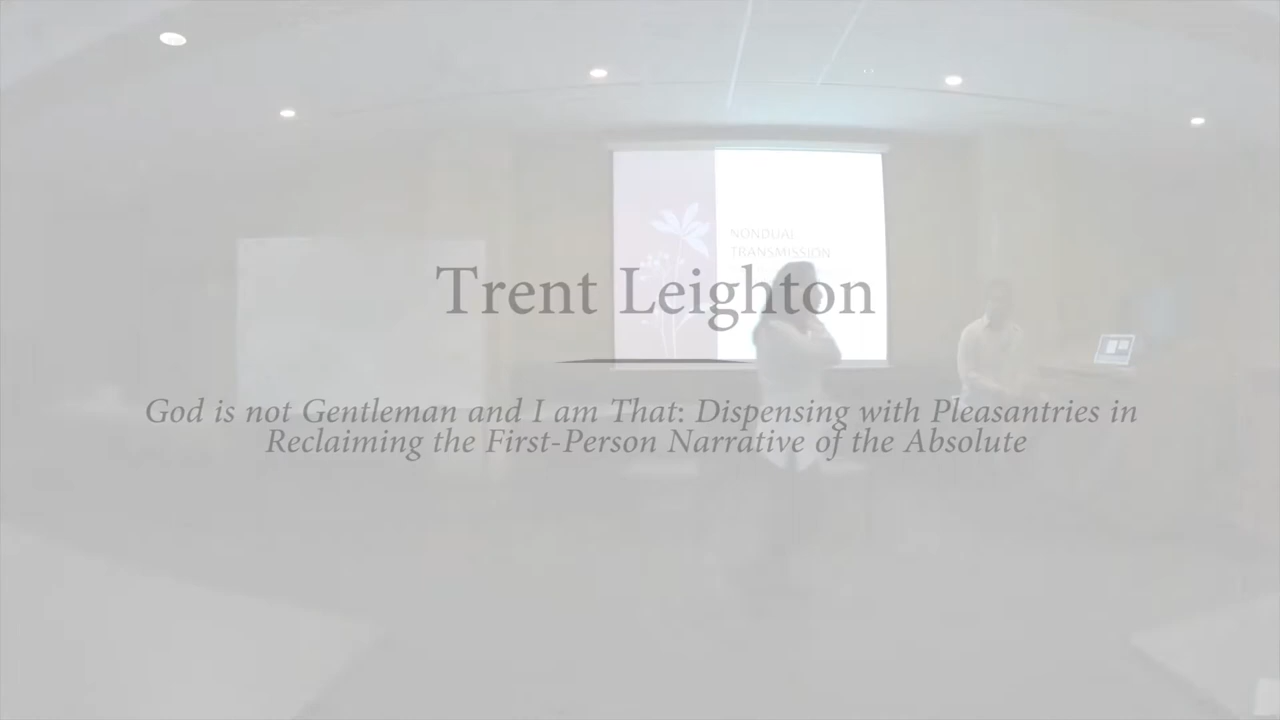 NONDUAL
TRANSMISSION
Trent Leighton
God is not Gentleman and I am That: Dispensing with Pleasantries in
Reclaiming the First-Person Narrative of the Absolute